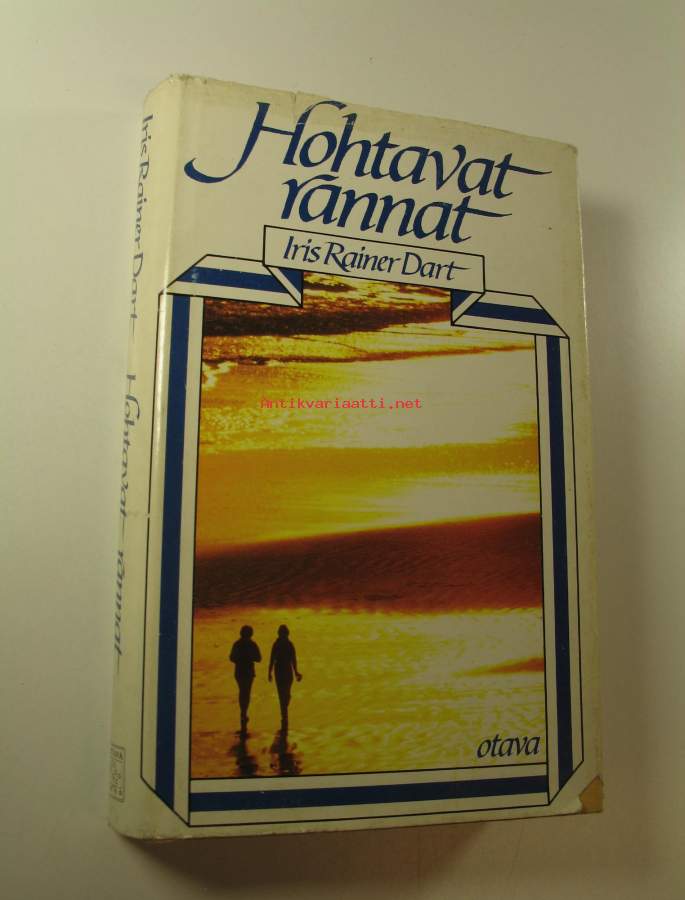 Hohtavat
rannat
Iris Rainer Dart
Antikvariaatti.net
otava
Iris Rainer Dart Hohtavat rannat